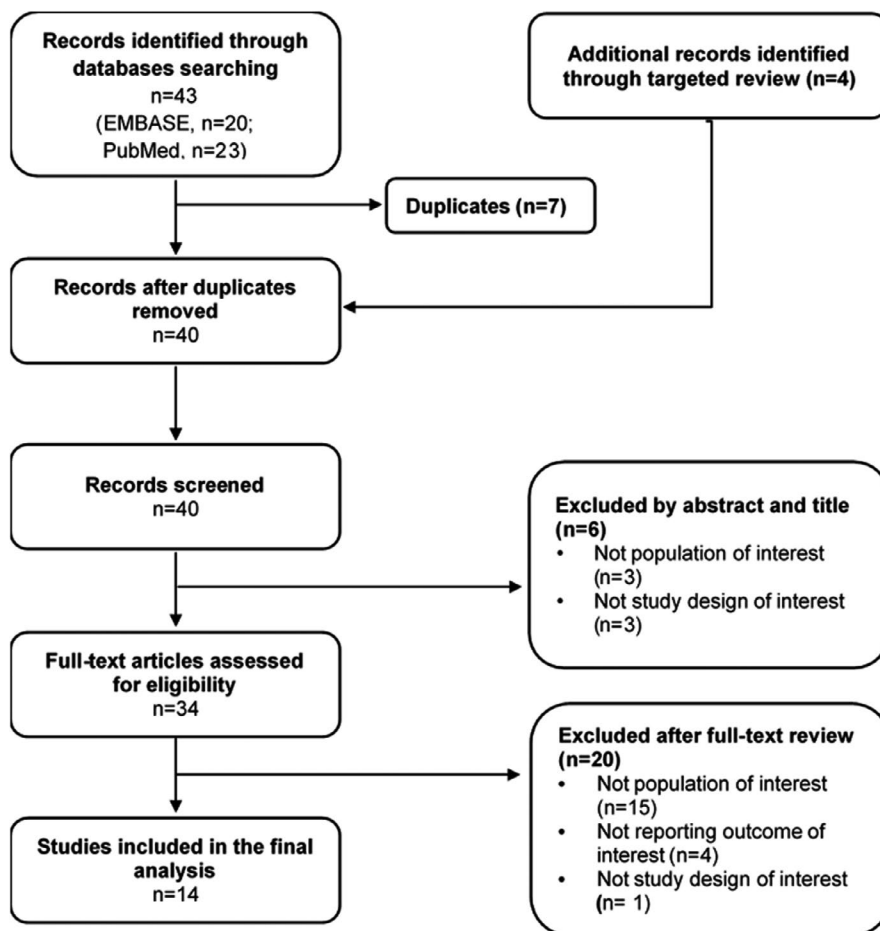 Records identified through
databases searching
n=43
(EMBASE, n=20;
PubMed, n=23)
Additional records identified
through targeted review (n=4)
Duplicates (n=7)
Records after duplicates
removed
n=40
Records screened
n=40
Excluded by abstract and title
(n=6)
• Not population of interest
(n=3)
• Not study design of interest
(n=3)
Full-text articles assessed
for eligibility
n=34
Excluded after full-text review
(n=20)
• Not population of interest
(n=15)
• Not reporting outcome of
interest (n=4)
• Not study design of interest
(n= 1)
Studies included in the final
analysis
n=14